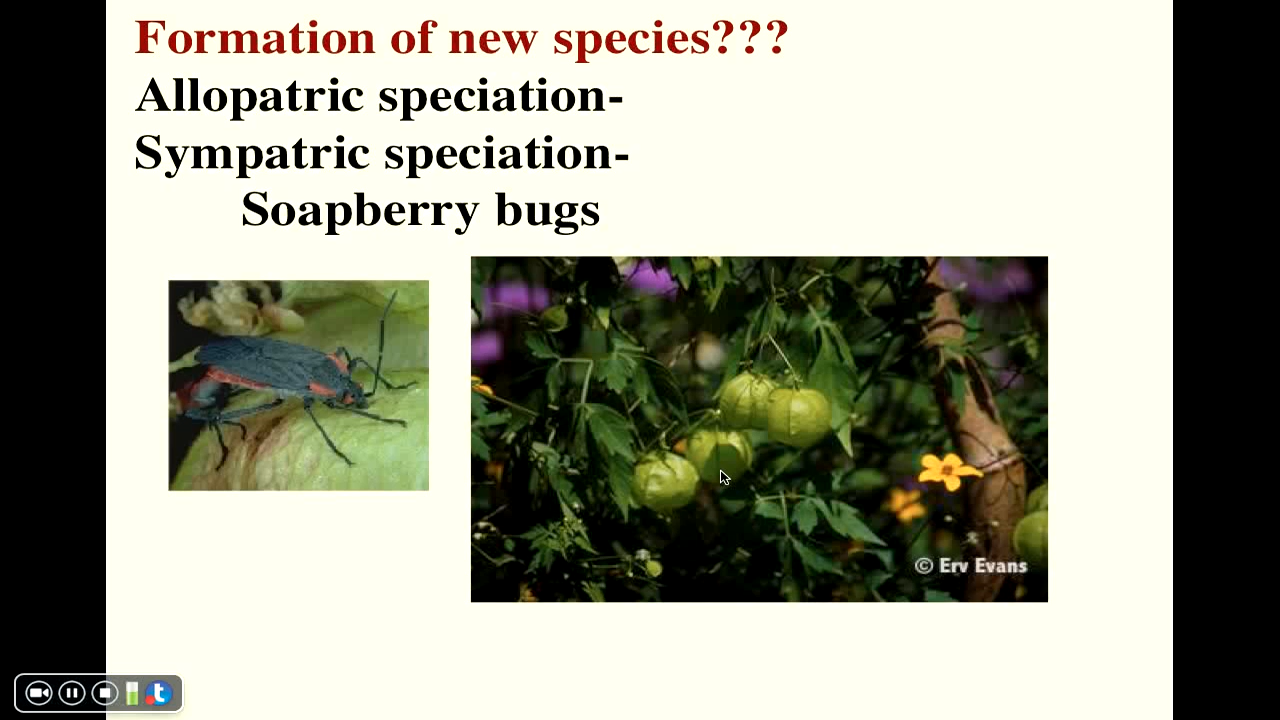 Formation of new species???
Allopatric speciation-
Sympatric speciation-
Soapberry bugs
© Erv Evans
t